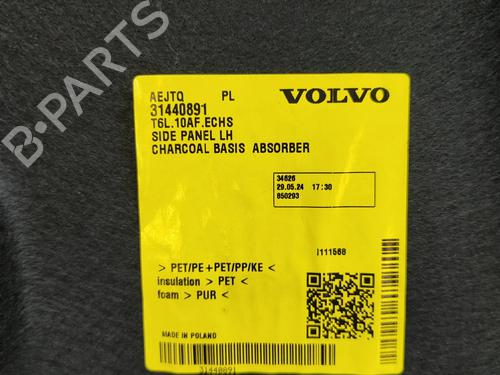 AEJTQ PL
VOLVO
31440891
T6L.10AF.ECHS
SIDE PANEL LH
CHARCOAL BASIS ABSORBER
34626
29.05.24 17:30
850293
I111568
> PET/PE+PET/PP/KE <
insulation > PET <
foam > PUR <
MADE IN POLAND
31440891
B-PARTS